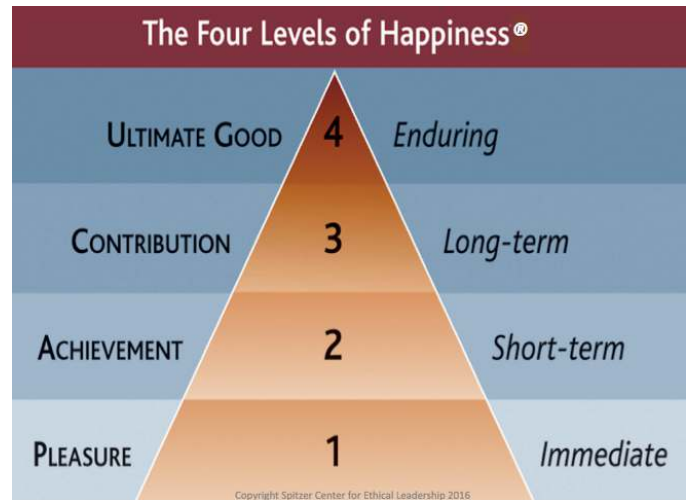 The Four Levels of Happiness®
ULTIMATE GOOD 4 Enduring
CONTRIBUTION 3 Long-term
ACHIEVEMENT 2 Short-term
PLEASURE 1 Immediate
Copyright Spitzer Center for Ethical Leadership 2016